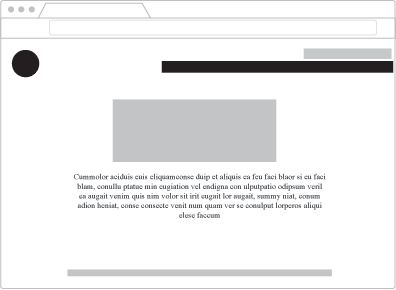 Cummolor aciduis euis eliquamconse duip et aliquis ea feu faci blaor si eu faci
blam, conullu ptatue min eugiation vel endigna con ulputpatio odipsum veril
ea augait venim quis nim volor sit irit eugait lor augait, summy niat, conum
adion heniat, conse consecte venit num quam ver se conulput lorperos aliqui
elese faccum